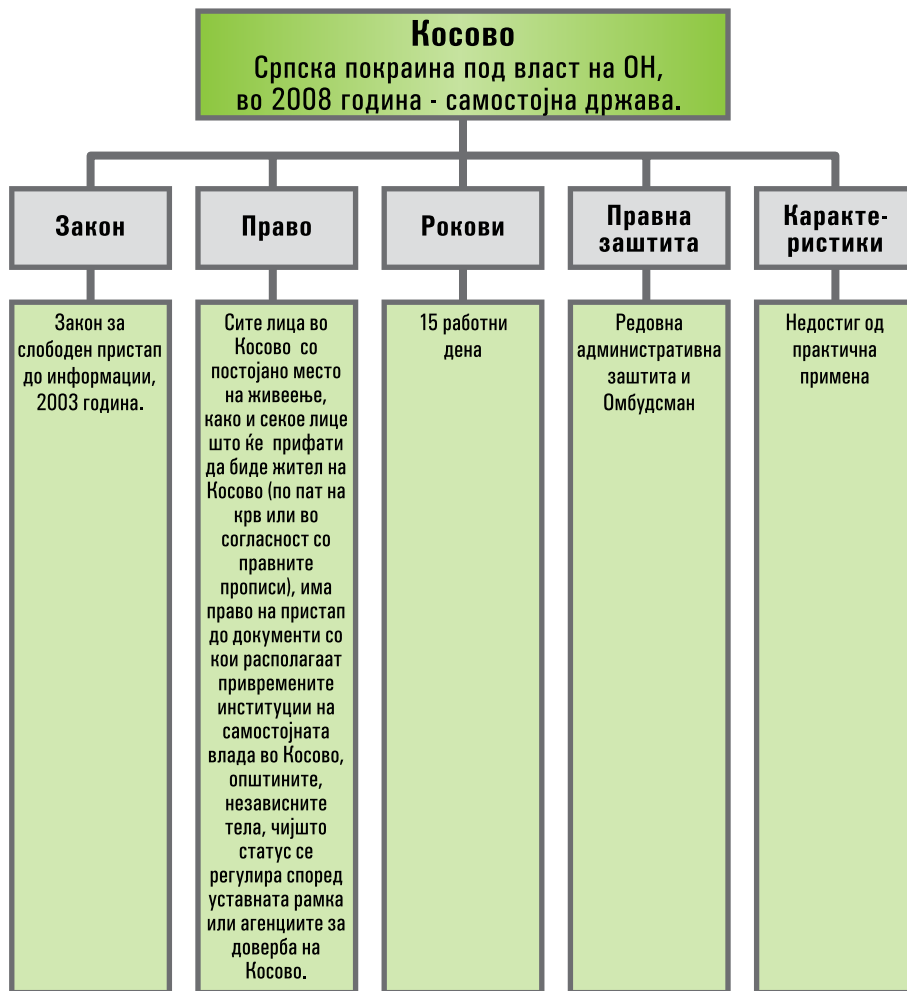 Косово
Српска покраина под власт на ОН,
во 2008 година - самостојна држава.
Закон
Право
Рокови
Правна
заштита
Каракте-
ристики
Закон за
слободен пристап
до информации,
2003 година.
Сите лица во
Косово со
постојано место
на живеење,
како и секое лице
што ќе прифати
да биде жител на
Косово (по пат на
крв или во
согласност со
правните
прописи), има
право на пристап
до документи со
кои располагаат
привремените
институции на
самостојната
влада во Косово,
општините,
независните
тела, чијшто
статус се
регулира според
уставната рамка
или агенциите за
доверба на
Косово.
15 работни
дена
Редовна
административна
заштита и
Омбудсман
Недостиг од
практична
примена